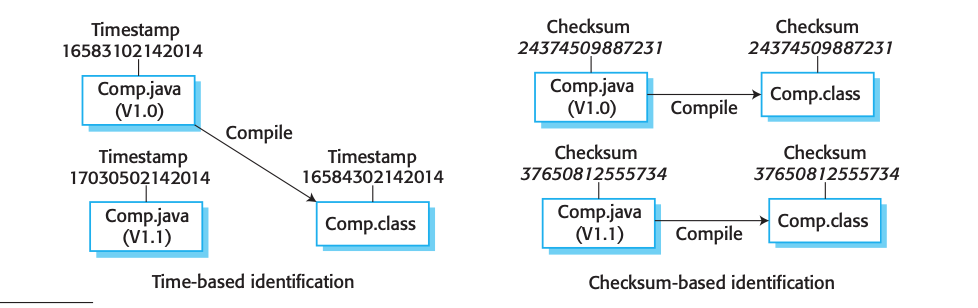 Timestamp
16583102142014
Comp.java
(V1.0)
Compile
Timestamp
17030502142014
Comp.java
(V1.1)
Timestamp
16584302142014
Comp.class
Time-based identification
Checksum
24374509887231
Comp.java
(V1.0)
Compile
Checksum
24374509887231
Comp.class
Checksum
37650812555734
Comp.java
(V1.1)
Compile
Checksum
37650812555734
Comp.class
Checksum-based identification